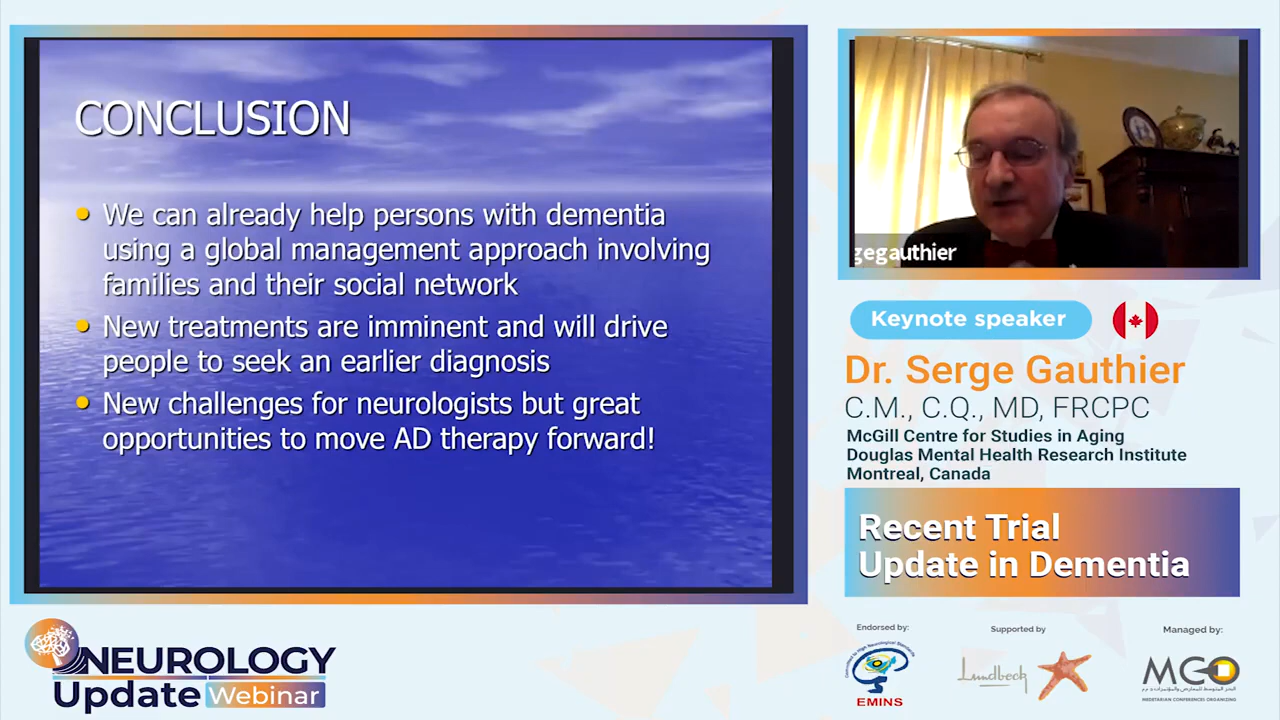 CONCLUSION
• We can already help persons with dementia
using a global management approach involving
families and their social network
• New treatments are imminent and will drive
people to seek an earlier diagnosis
• New challenges for neurologists but great
opportunities to move AD therapy forward!
gegauthier
Keynote speaker
Dr. Serge Gauthier
C.M., C.Q., MD, FRCPC
McGill Centre for Studies in Aging
Douglas Mental Health Research Institute
Montreal, Canada
Recent Trial
Update in Dementia
NEUROLOGY
Update Webinar
Endorsed by:
EMINS
Supported by
Lundbeck
Managed by:
MCO
MEDETARIAN CONFERENCES ORGANIZING